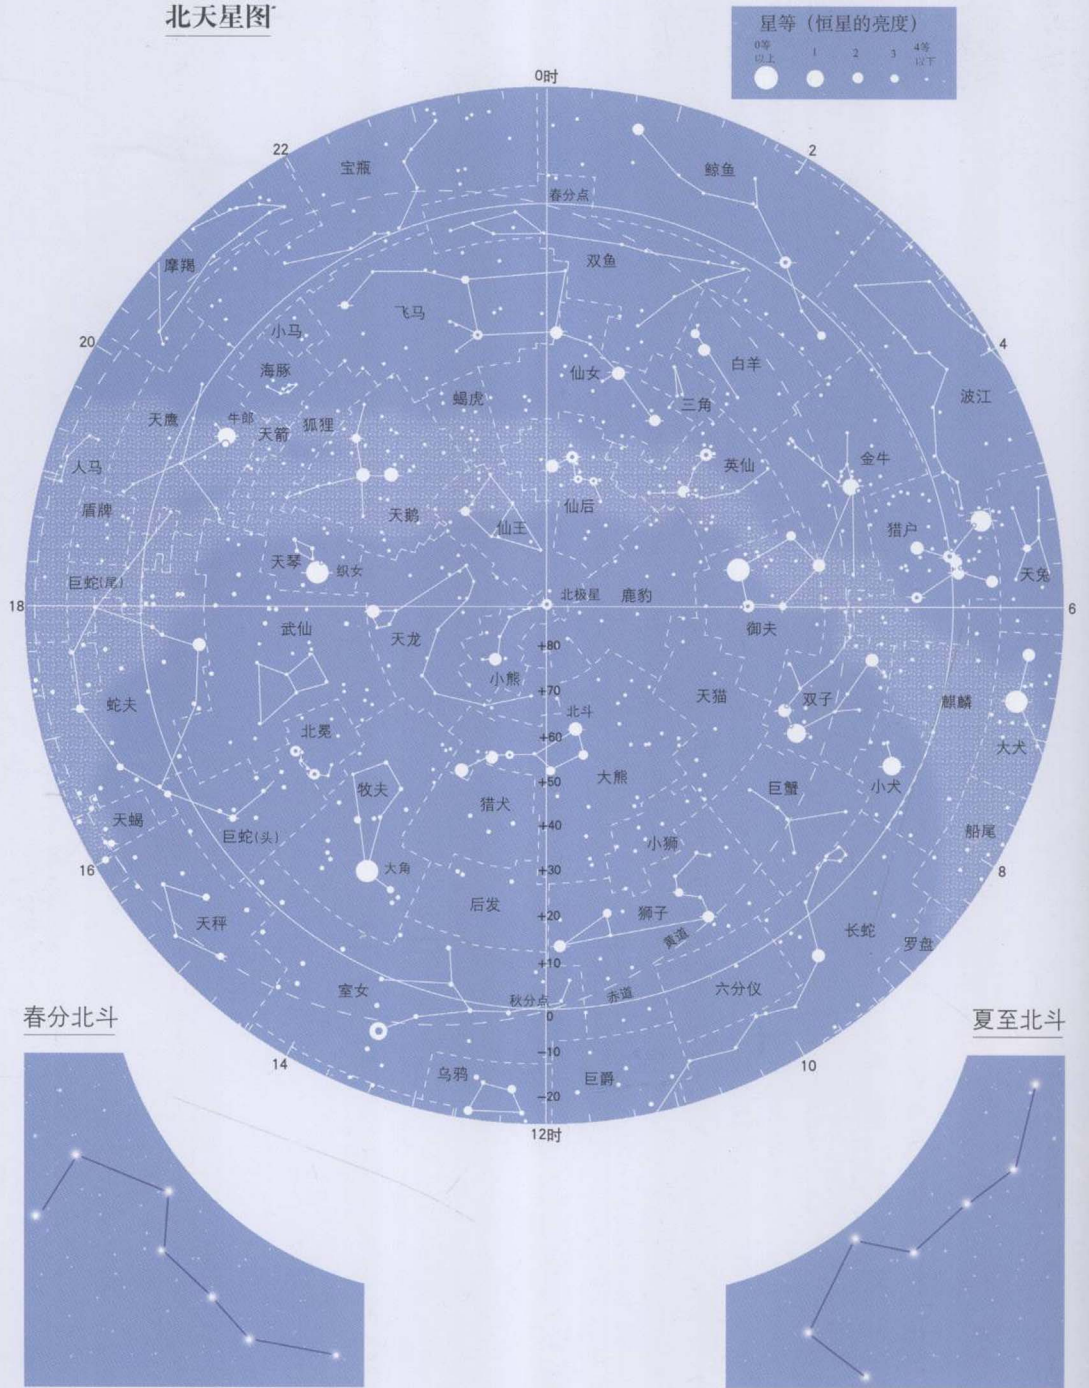 北天星图
星等（恒星的亮度）
0等
以上
1
2
3
4等
以下
0时
22
2
宝瓶
鲸鱼
春分点
摩羯
双鱼
飞马
小马
20
4
海豚
仙女
白羊
蝎虎
三角
波江
天鹰
牛郎
天箭
狐狸
人马
英仙
金牛
盾牌
天鹅
仙王
仙后
猎户
天琴
织女
天兔
巨蛇(尾)
18
北极星
鹿豹
6
武仙
天龙
御夫
+80
小熊
+70
天猫
双子
麒麟
蛇夫
北斗
北冕
+60
大犬
大熊
+50
牧夫
猎犬
巨蟹
小犬
天蝎
巨蛇(头)
+40
小狮
船尾
16
大角
+30
8
后发
狮子
天秤
+20
黄道
长蛇
罗盘
+10
室女
秋分点
赤道
六分仪
0
春分北斗
夏至北斗
-10
14
10
乌鸦
巨爵
-20
12时